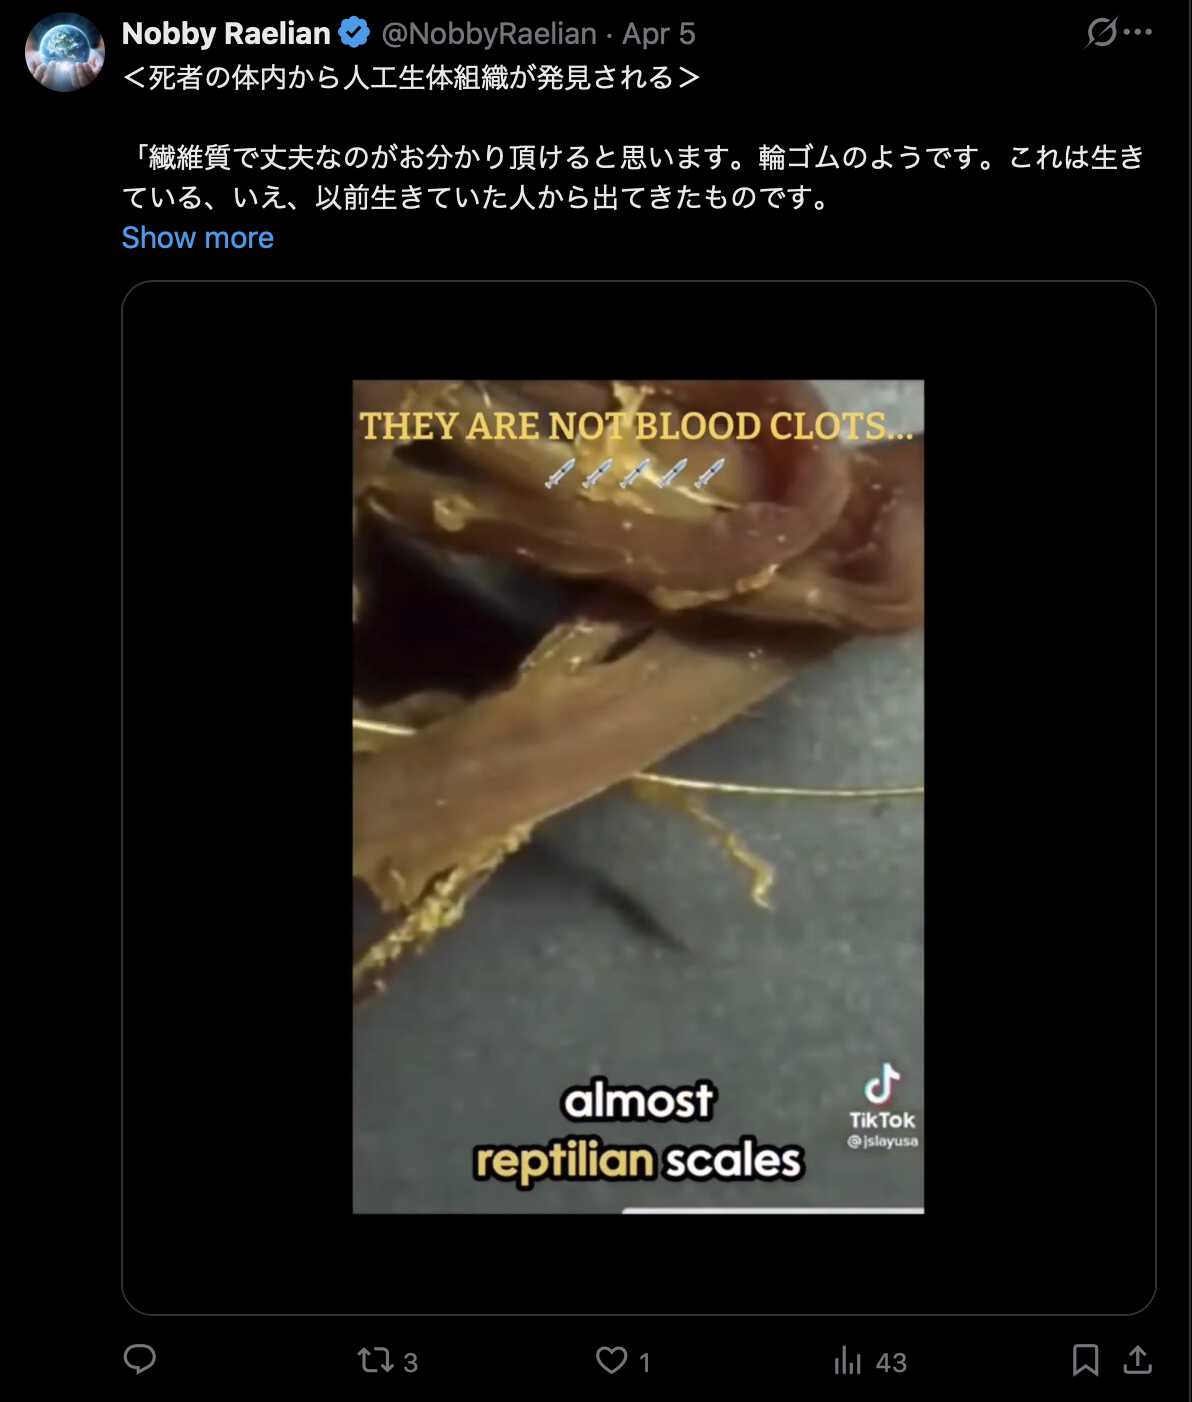 Nobby Raelian @NobbyRaelian · Apr 5
＜死者の体内から人工生体組織が発見される＞
「繊維質で丈夫なのがお分かり頂けると思います。輪ゴムのようです。これは生き
ている、いえ、以前生きていた人から出てきたものです。
Show more
THEY ARE NOT BLOOD CLOTS...
almost
reptilian scales
TikTok
@jslayusa
3 1 43